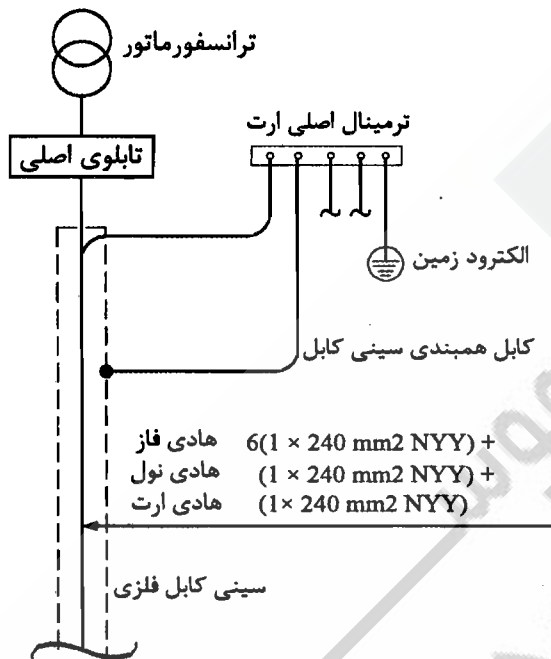 ترانسفورماتور
ترمینال اصلی ارت
تابلوی اصلی
الکترود زمین
کابل همبندی سینی کابل
هادی فاز 6(1 × 240 mm2 NYY) +
هادی نول (1 × 240 mm2 NYY) +
هادی ارت (1× 240 mm2 NYY)
سینی کابل فلزی